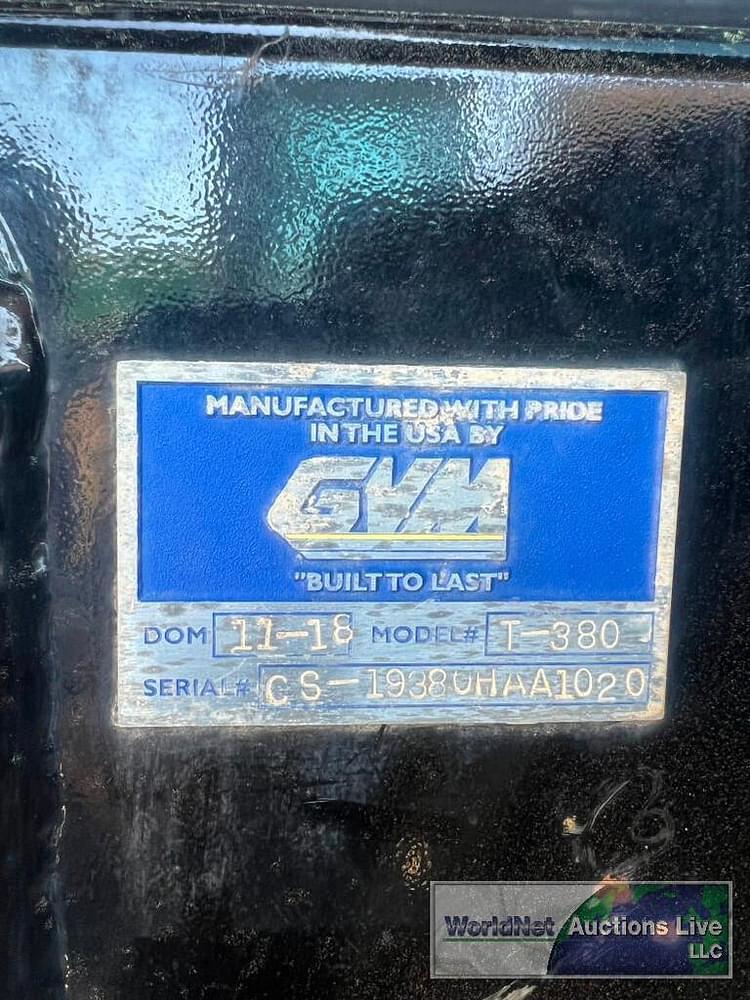 MANUFACTURED WITH PRIDE
IN THE USA BY
GVM
"BUILT TO LAST"
DOM 11-18 MODEL# T-380
SERIAL# CS-19380HAA1020
WorldNet Auctions Live
LLC